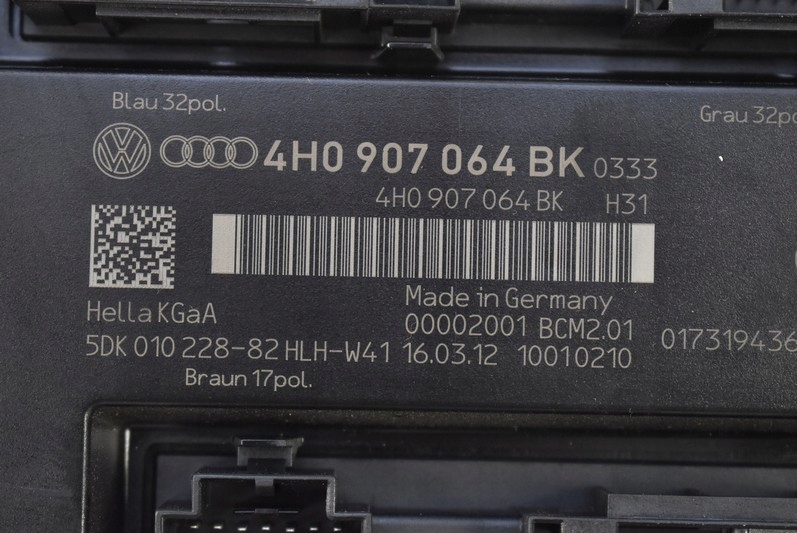 Blau 32pol.
Grau 32po
4H0 907 064 BK 0333
4H0 907 064 BK H31
Made in Germany
Hella KGaA
00002001 BCM2.01
017319436
5DK 010 228-82 HLH-W41 16.03.12 10010210
Braun 17pol.